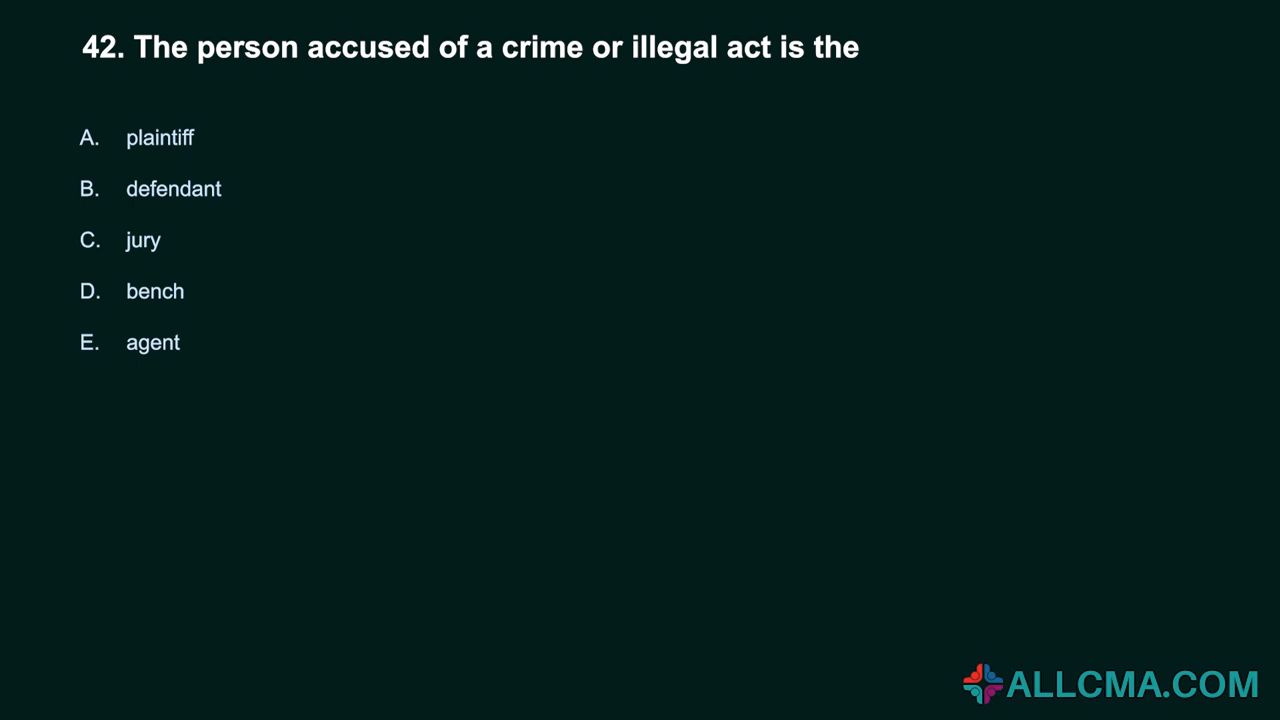 42. The person accused of a crime or illegal act is the
A. plaintiff
B. defendant
C. jury
D. bench
E. agent
ALLCMA.COM